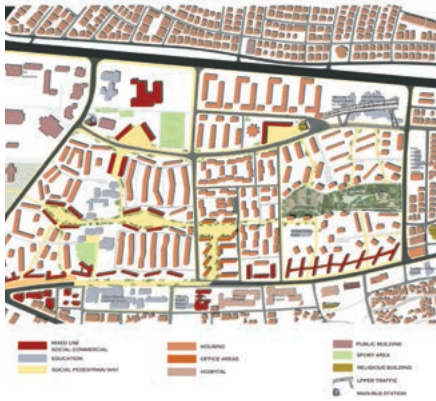 MIXED USE
SOCIAL-COMMERCIAL
EDUCATION
SOCIAL PEDESTRIAN WAY
HOUSING
OFFICE AREAS
HOSPITAL
PUBLIC BUILDING
SPORT AREA
RELIGIOUS BUILDING
UPPER TRAFFIC
MAIN BUSTATION